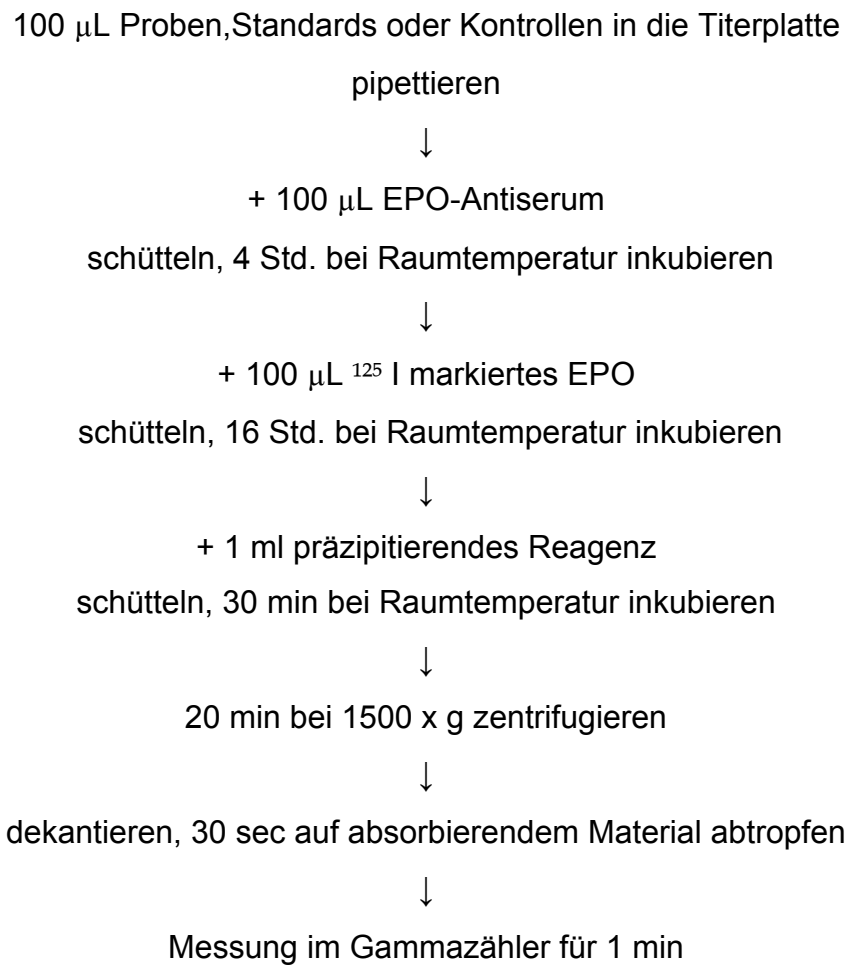 100 µL Proben,Standards oder Kontrollen in die Titerplatte
pipettieren
↓
+ 100 µL EPO-Antiserum
schütteln, 4 Std. bei Raumtemperatur inkubieren
↓
+ 100 µL ¹²⁵ I markiertes EPO
schütteln, 16 Std. bei Raumtemperatur inkubieren
↓
+ 1 ml präzipitierendes Reagenz
schütteln, 30 min bei Raumtemperatur inkubieren
↓
20 min bei 1500 x g zentrifugieren
↓
dekantieren, 30 sec auf absorbierendem Material abtropfen
↓
Messung im Gammazähler für 1 min